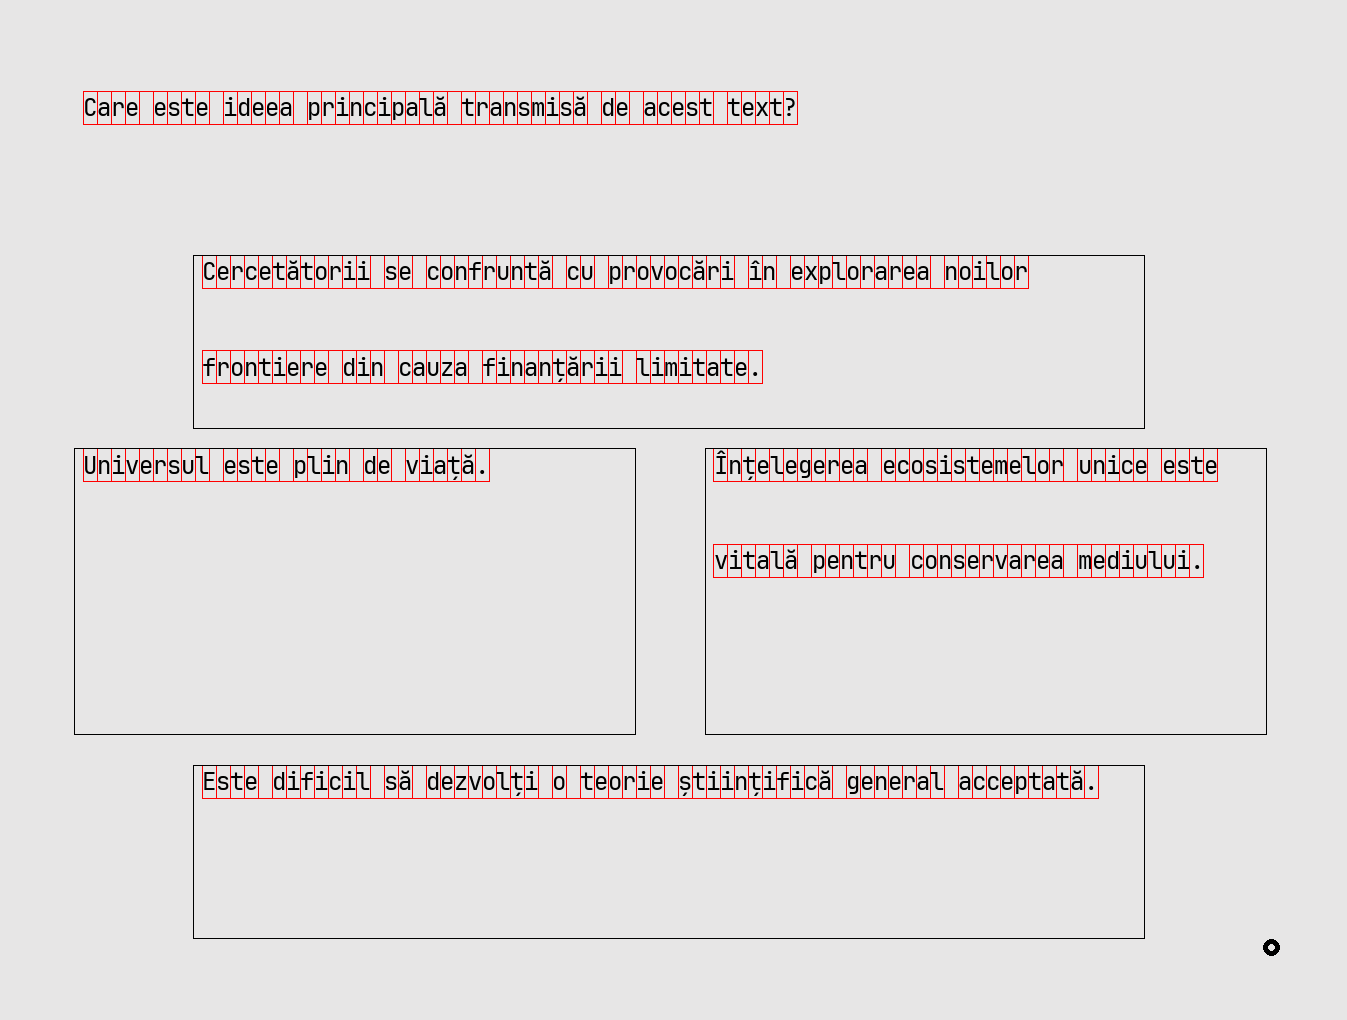 Care este ideea principală transmisă de acest text?
Cercetătorii se confruntă cu provocări în explorarea noilor
frontiere din cauza finanțării limitate.
Universul este plin de viață.
Înțelegerea ecosistemelor unice este
vitală pentru conservarea mediului.
Este dificil să dezvolți o teorie științifică general acceptată.